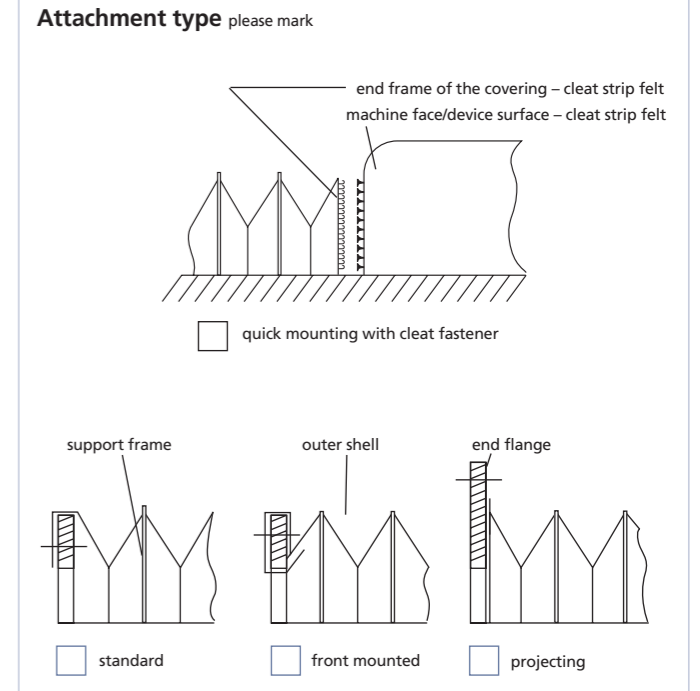 Attachment type please mark
end frame of the covering – cleat strip felt
machine face/device surface – cleat strip felt
quick mounting with cleat fastener
support frame
outer shell
end flange
standard
front mounted
projecting